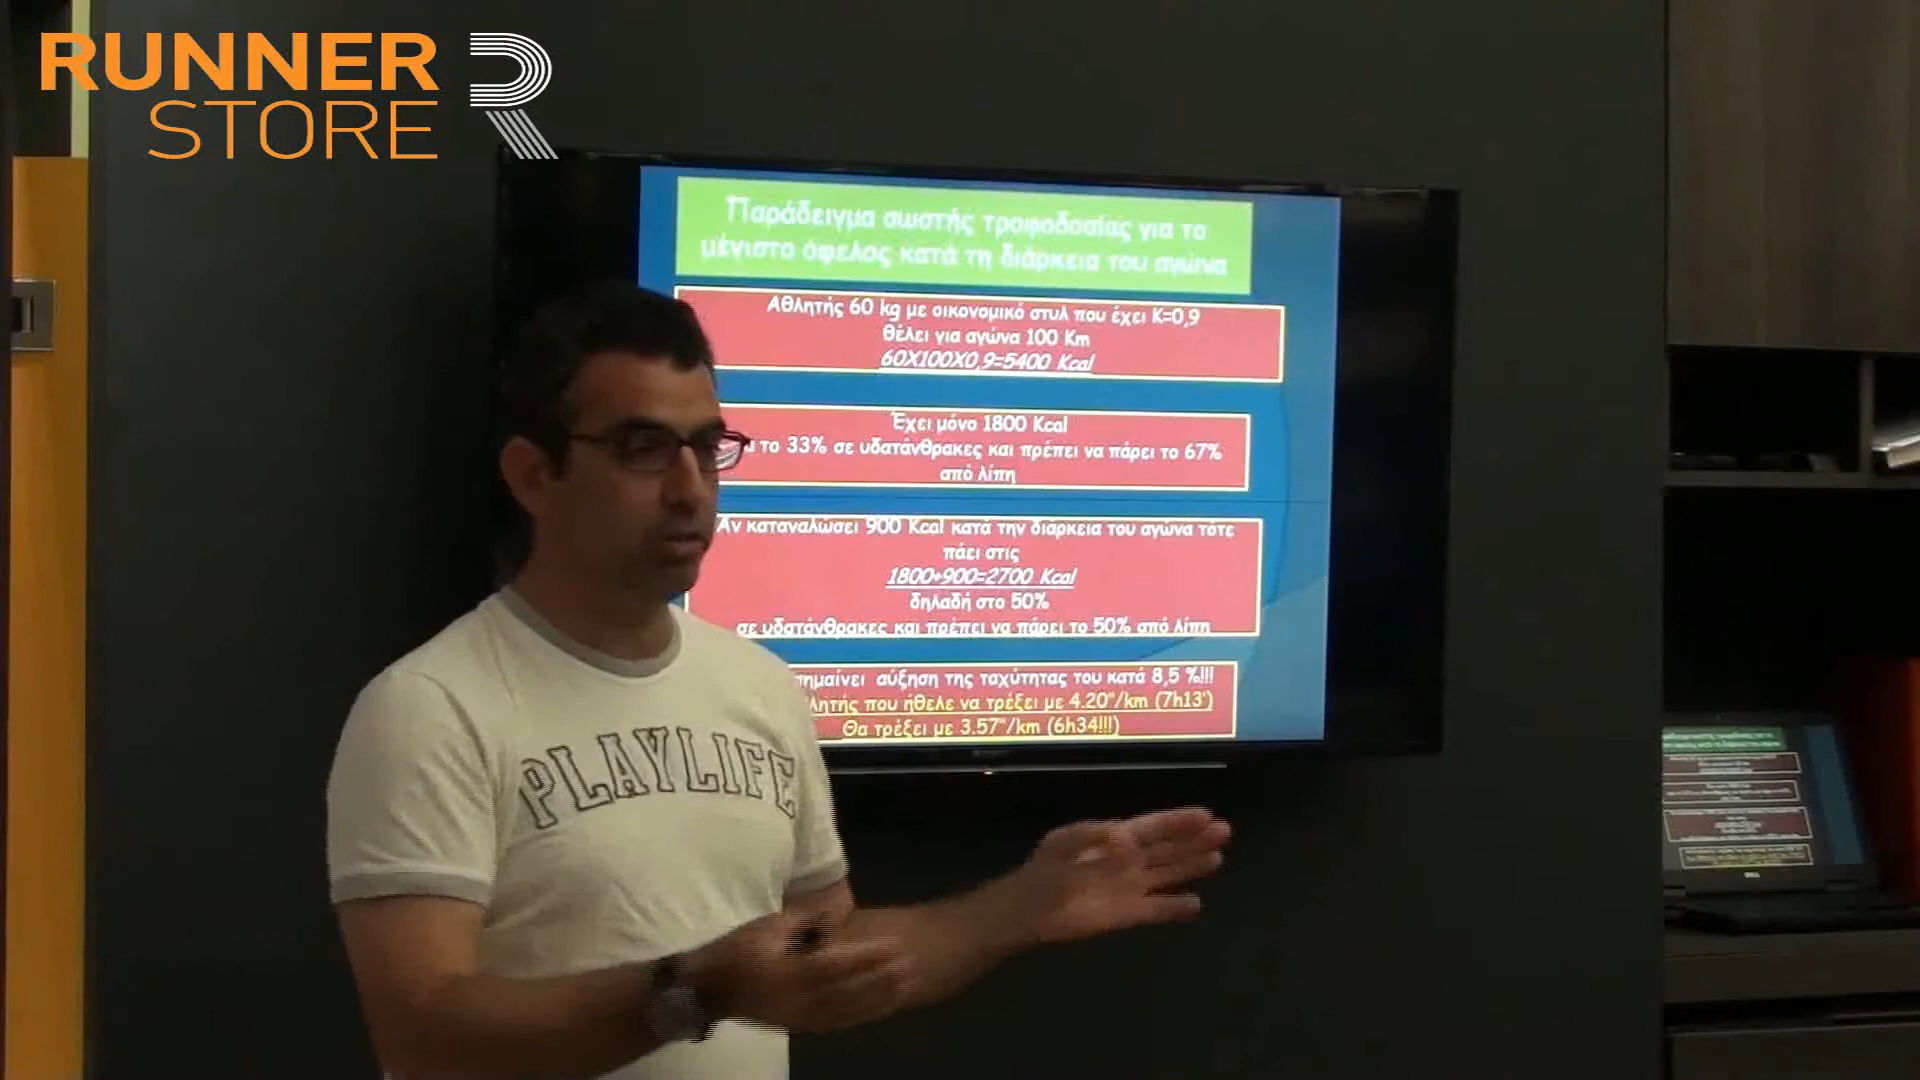 RUNNER
STORE
Παράδειγμα σωστής τροφοδοσίας για το
μέγιστο όφελος κατά τη διάρκεια του αγώνα
Αθλητής 60 kg με οικονομικό στυλ που έχει Κ=0,9
θέλει για αγώνα 100 Km
60Χ100Χ0,9=5400 Kcal
Έχει μόνο 1800 Kcal
το 33% σε υδατάνθρακες και πρέπει να πάρει το 67%
από λίπη
Αν καταναλώσει 900 Kcal κατά την διάρκεια του αγώνα τότε
πάει στις
1800+900=2700 Kcal
δηλαδή στο 50%
σε υδατάνθρακες και πρέπει να πάρει το 50% από λίπη
αύξηση της ταχύτητας του κατά 8,5 %!!!
που ήθελε να τρέξει με 4.20"/km (7h13')
Θα τρέξει με 3.57"/km (6h34!!!)
PLAYLIFE
DELL